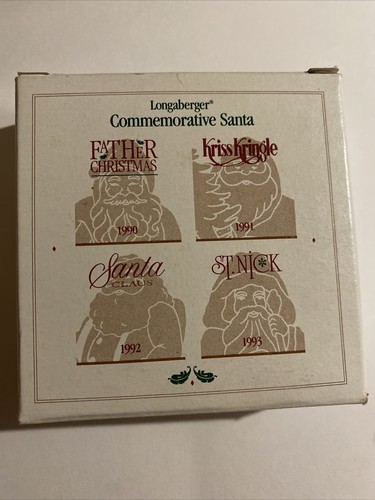 Longaberger®
Commemorative Santa
FATHER
CHRISTMAS
1990
Kriss Kringle
1991
Santa
CLAUS
1992
ST. NICK
1993